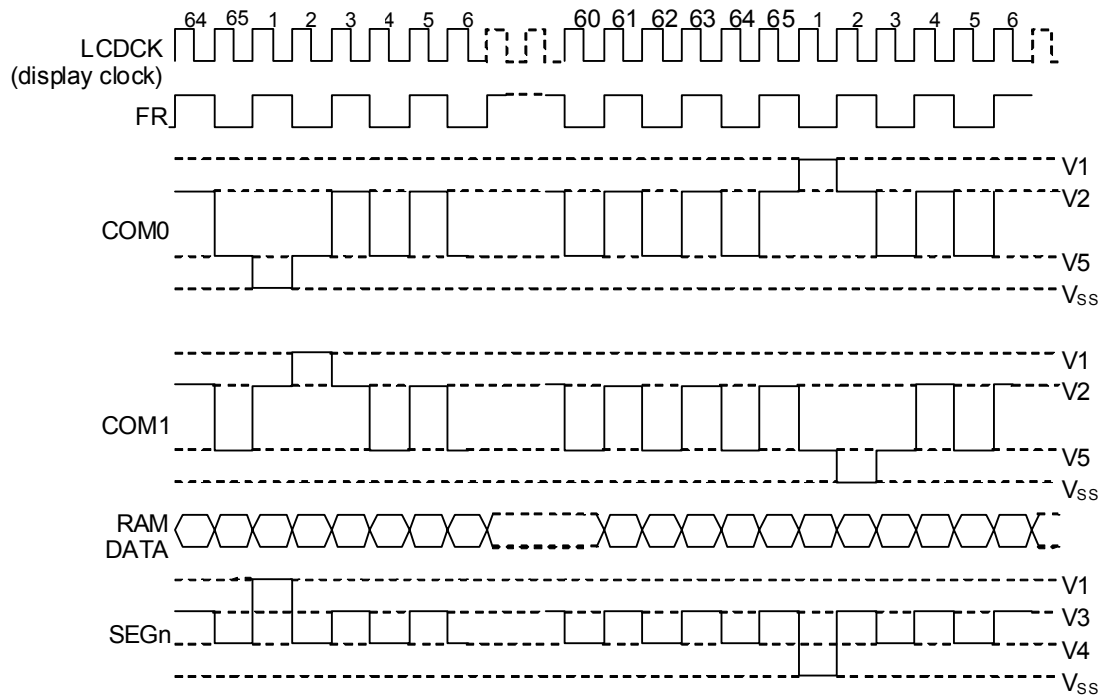 64 65 1 2 3 4 5 6 60 61 62 63 64 65 1 2 3 4 5 6
LCDCK
(display clock)
FR
V1
V2
COM0
V5
VSS
V1
V2
COM1
V5
VSS
RAM
DATA
V1
V3
SEGn
V4
VSS